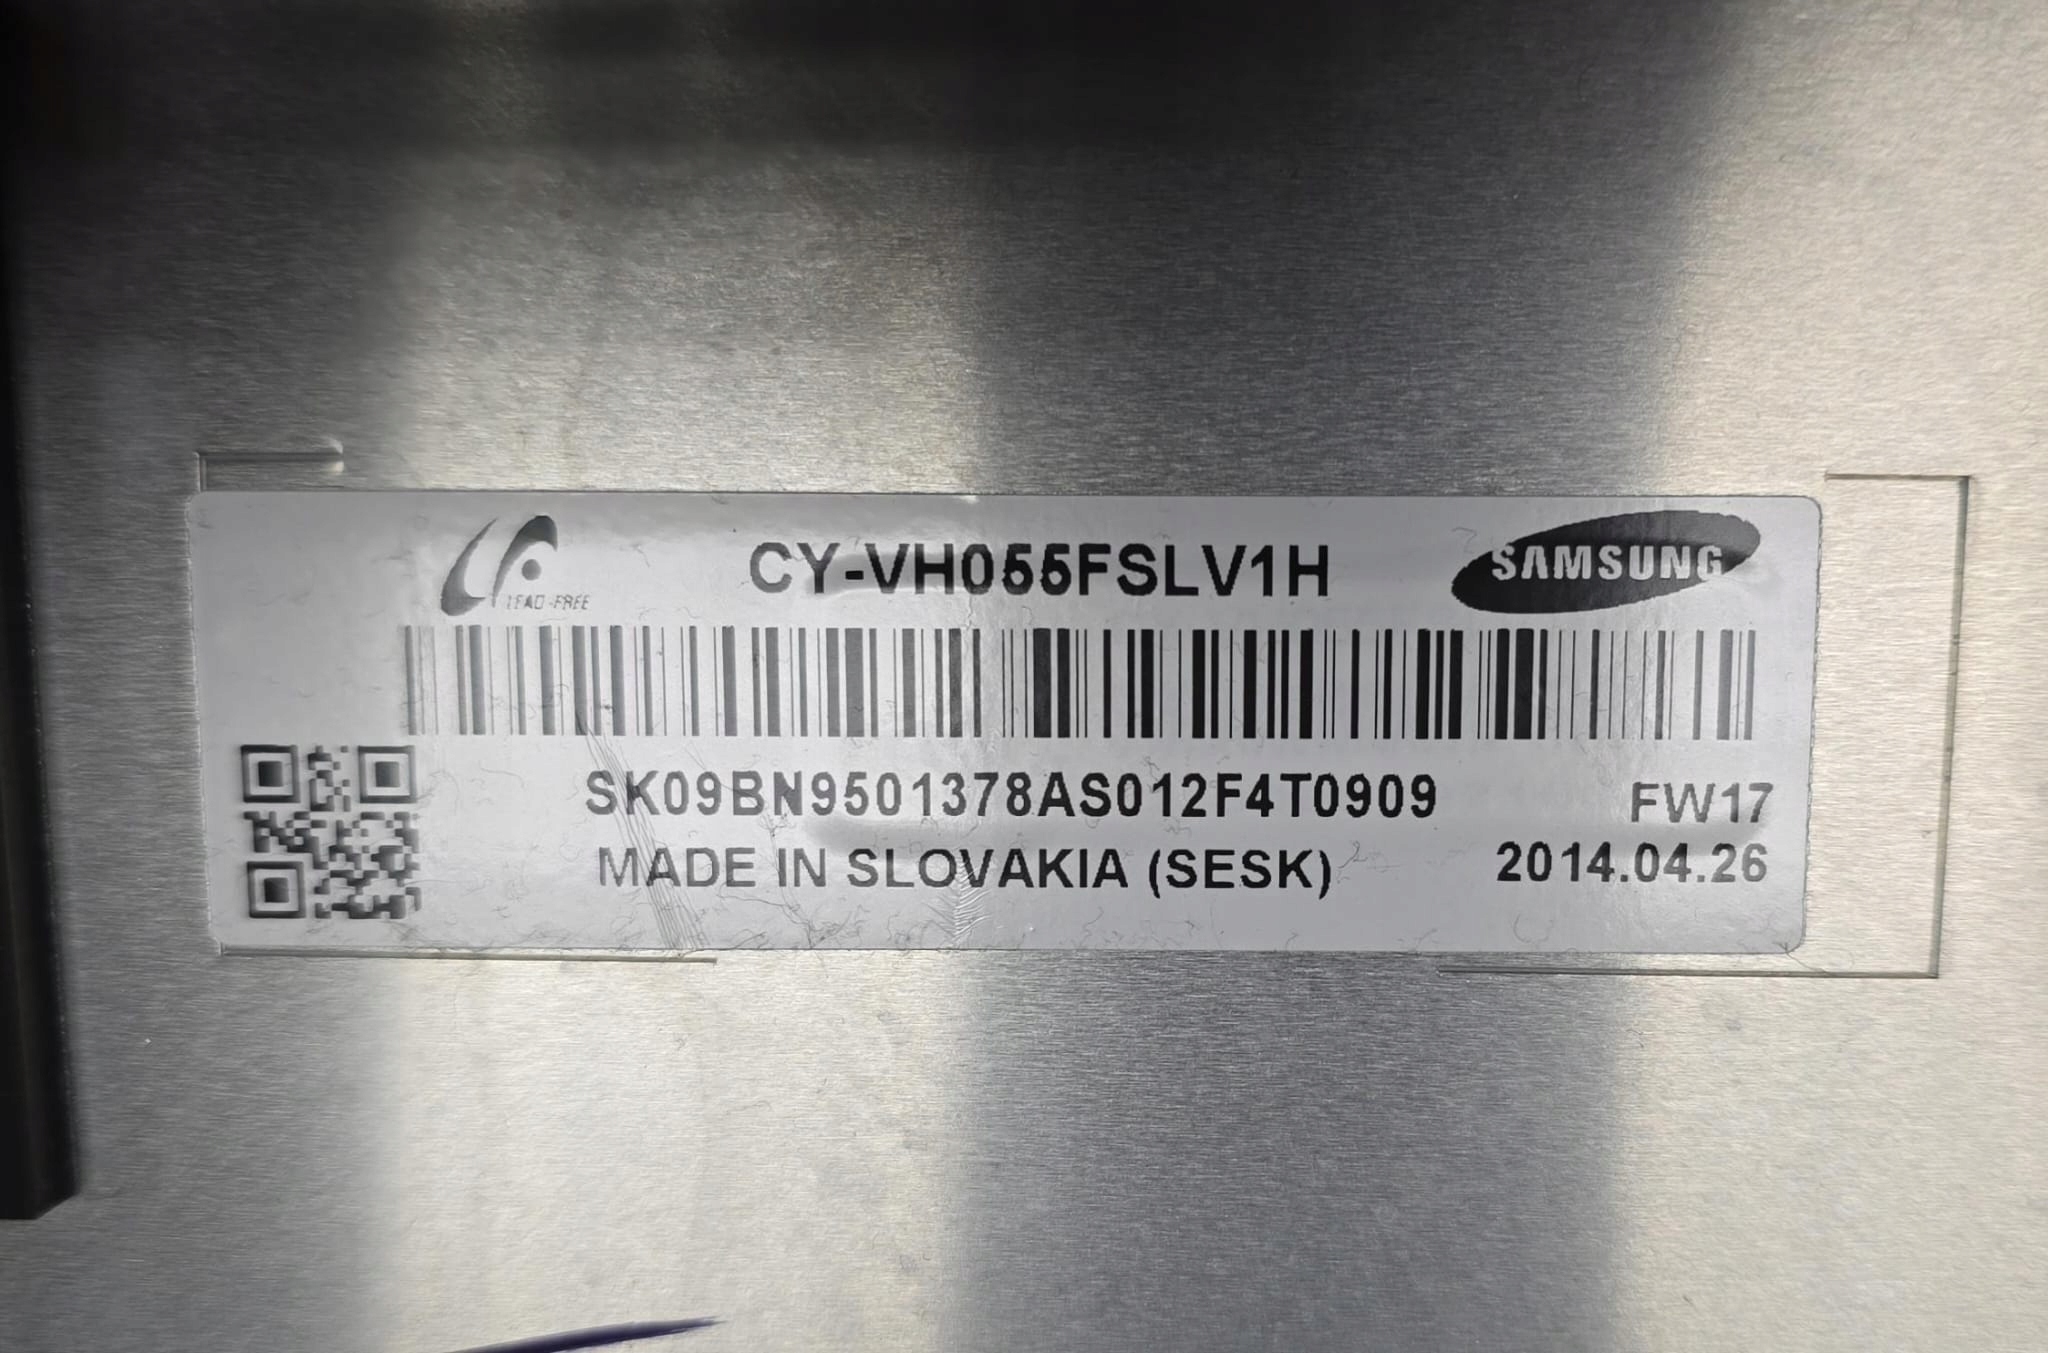 LEAD-FREE
CY-VH055FSLV1H
SAMSUNG
SK09BN9501378AS012F4T0909
FW17
MADE IN SLOVAKIA (SESK)
2014.04.26